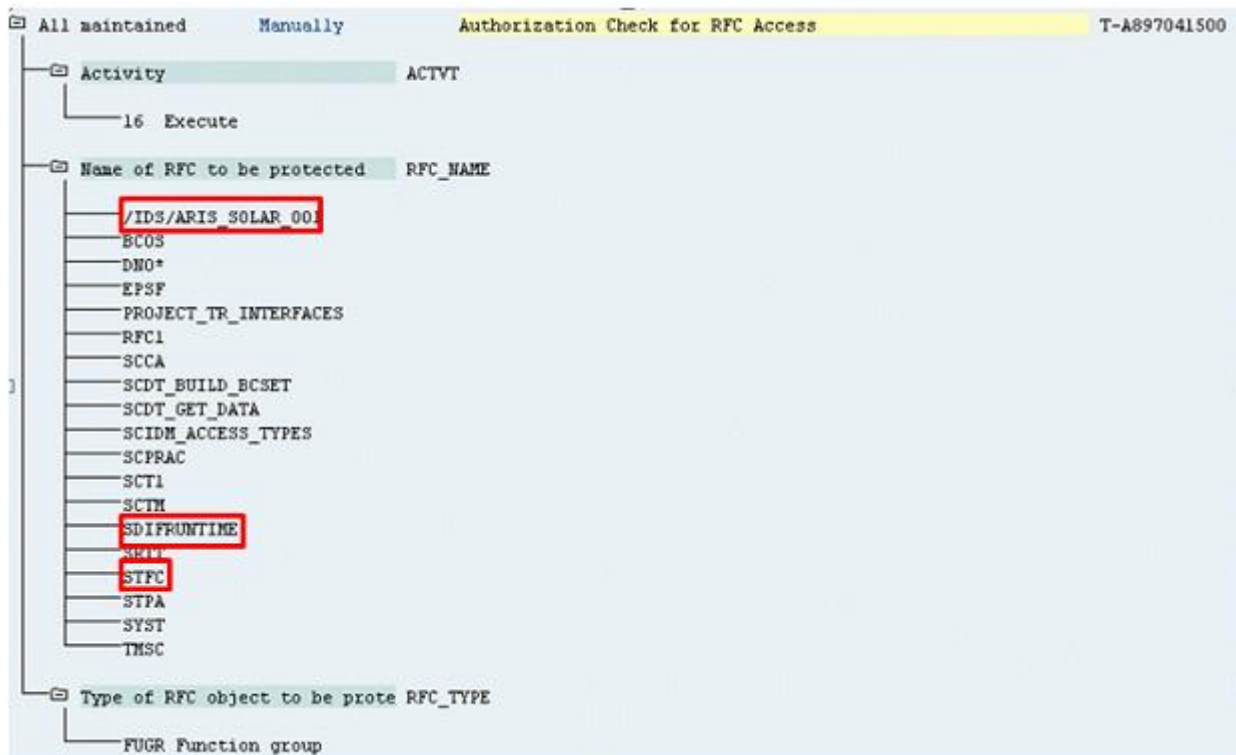 All maintained Manually Authorization Check for RFC Access T-A897041500
Activity ACTVT
16 Execute
Name of RFC to be protected RFC_NAME
/IDS/ARIS_SOLAR_001
BCOS
DNO*
EPSF
PROJECT_TR_INTERFACES
RFC1
SCCA
SCDT_BUILD_BCSET
SCDT_GET_DATA
SCIDM_ACCESS_TYPES
SCPRAC
SCT1
SCTM
SDIFRUNTIME
SRTT
STFC
STPA
SYST
TMSC
Type of RFC object to be prote RFC_TYPE
FUGR Function group